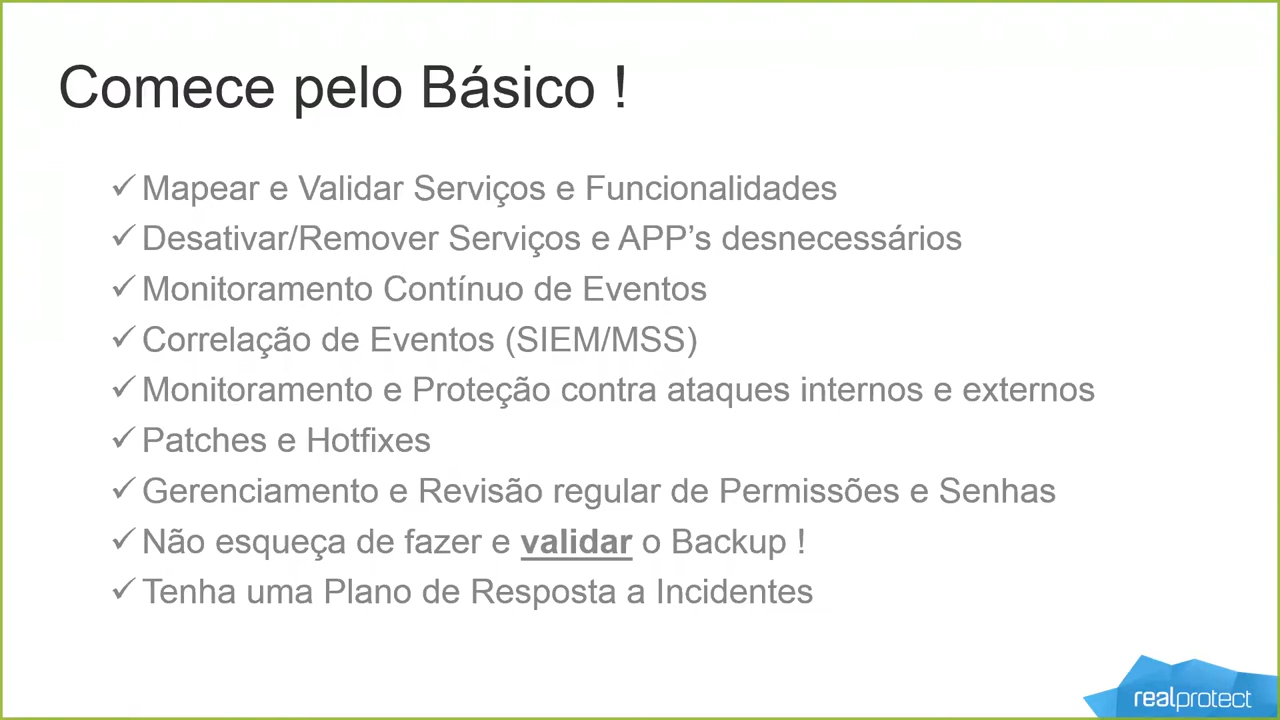 Comece pelo Básico !
✓ Mapear e Validar Serviços e Funcionalidades
✓ Desativar/Remover Serviços e APP’s desnecessários
✓ Monitoramento Contínuo de Eventos
✓ Correlação de Eventos (SIEM/MSS)
✓ Monitoramento e Proteção contra ataques internos e externos
✓ Patches e Hotfixes
✓ Gerenciamento e Revisão regular de Permissões e Senhas
✓ Não esqueça de fazer e validar o Backup !
✓ Tenha uma Plano de Resposta a Incidentes
realprotect